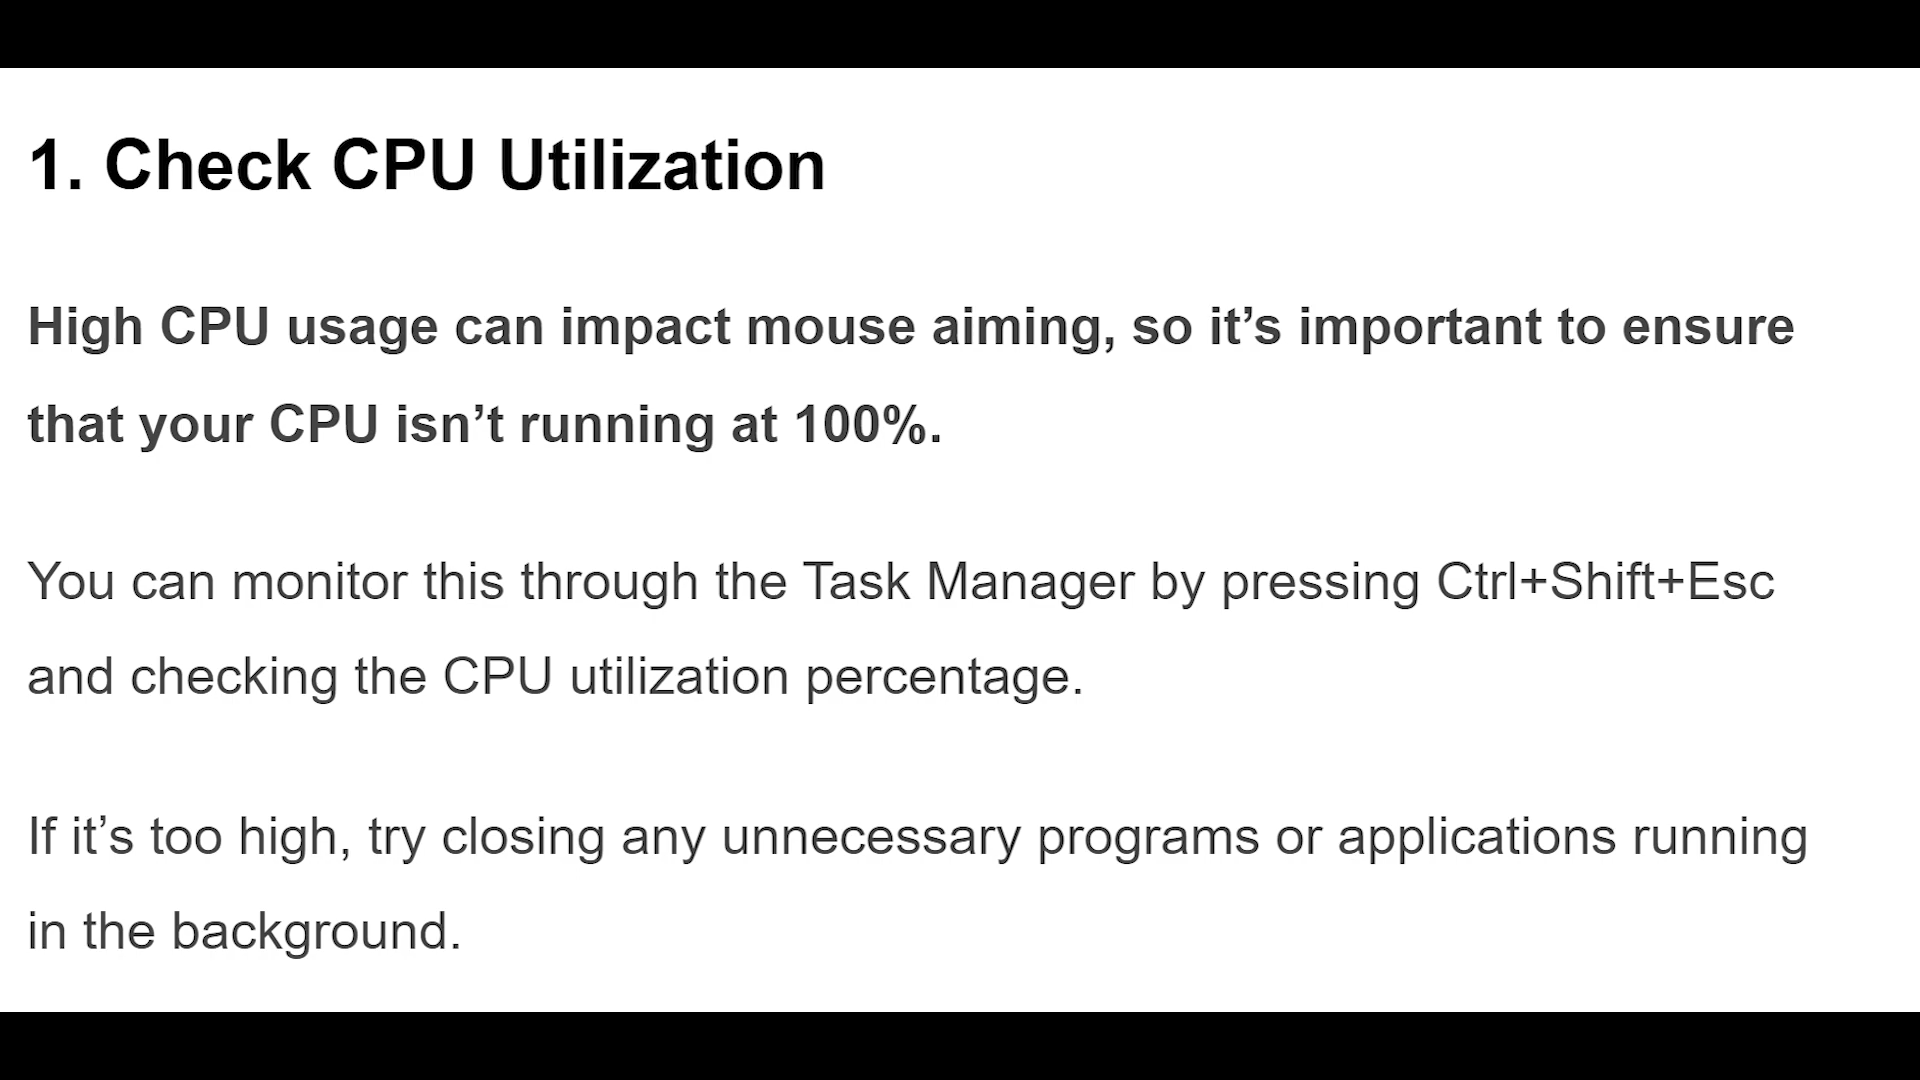 1. Check CPU Utilization
High CPU usage can impact mouse aiming, so it’s important to ensure
that your CPU isn’t running at 100%.
You can monitor this through the Task Manager by pressing Ctrl+Shift+Esc
and checking the CPU utilization percentage.
If it’s too high, try closing any unnecessary programs or applications running
in the background.